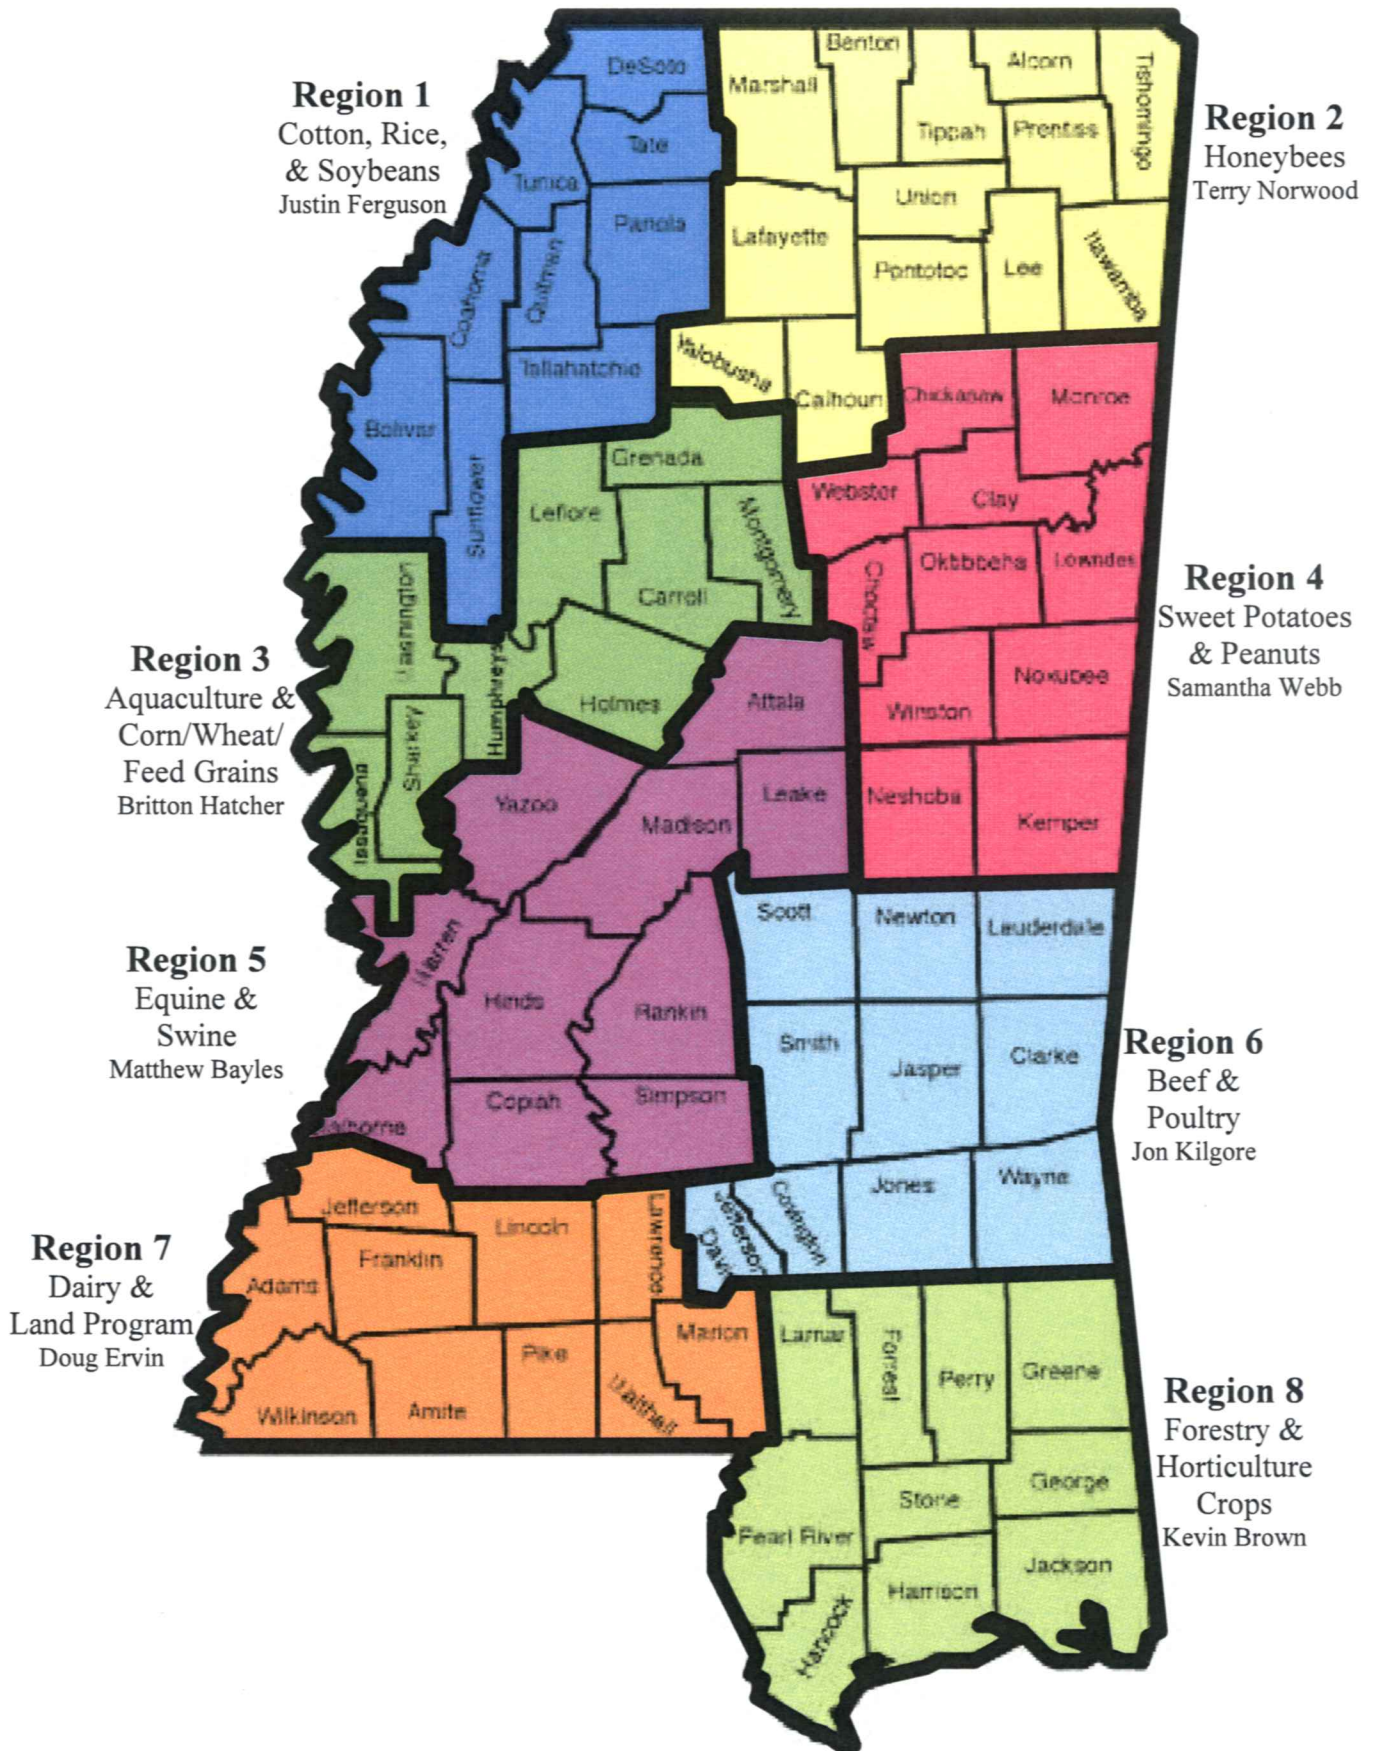 Region 1
Cotton, Rice,
& Soybeans
Justin Ferguson
Region 2
Honeybees
Terry Norwood
Region 3
Aquaculture &
Corn/Wheat/
Feed Grains
Britton Hatcher
Region 4
Sweet Potatoes
& Peanuts
Samantha Webb
Region 5
Equine &
Swine
Matthew Bayles
Region 6
Beef &
Poultry
Jon Kilgore
Region 7
Dairy &
Land Program
Doug Ervin
Region 8
Forestry &
Horticulture
Crops
Kevin Brown
DeSoto
Tate
Tunica
Panola
Coahoma
Quitman
Tallahatchie
Bolivar
Sunflower
Marshall
Benton
Alcorn
Tishomingo
Tippah
Prentiss
Union
Lafayette
Pontotoc
Lee
Itawamba
Yalobusha
Calhoun
Grenada
Leflore
Montgomery
Carroll
Washington
Humphreys
Holmes
Sharkey
Issaquena
Chickasaw
Monroe
Webster
Clay
Choctaw
Oktibbeha
Lowndes
Winston
Noxubee
Neshoba
Kemper
Attala
Yazoo
Madison
Leake
Warren
Hinds
Rankin
Claiborne
Copiah
Simpson
Scott
Newton
Lauderdale
Smith
Jasper
Clarke
Jefferson
Davi
Covington
Jones
Wayne
Jefferson
Lincoln
Lawrence
Adams
Franklin
Wilkinson
Amite
Pike
Walthall
Marion
Lamar
Forrest
Perry
Greene
Pearl River
Stone
George
Hancock
Harrison
Jackson